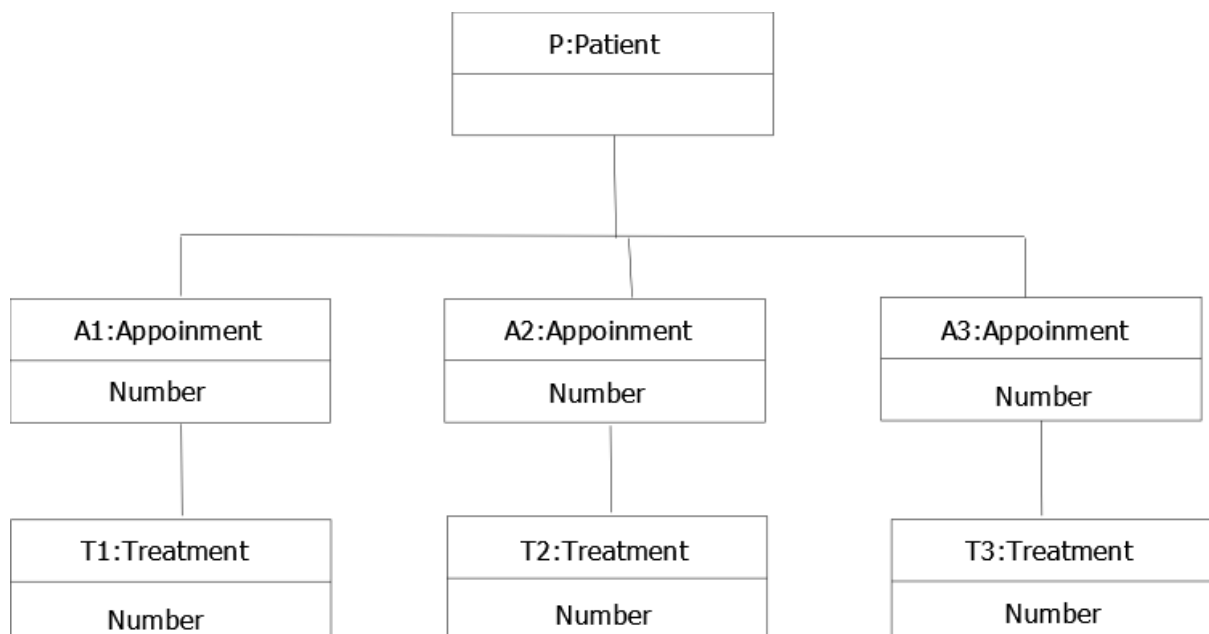 P:Patient
A1:Appoinment
A2:Appoinment
A3:Appoinment
Number
Number
Number
T1:Treatment
T2:Treatment
T3:Treatment
Number
Number
Number